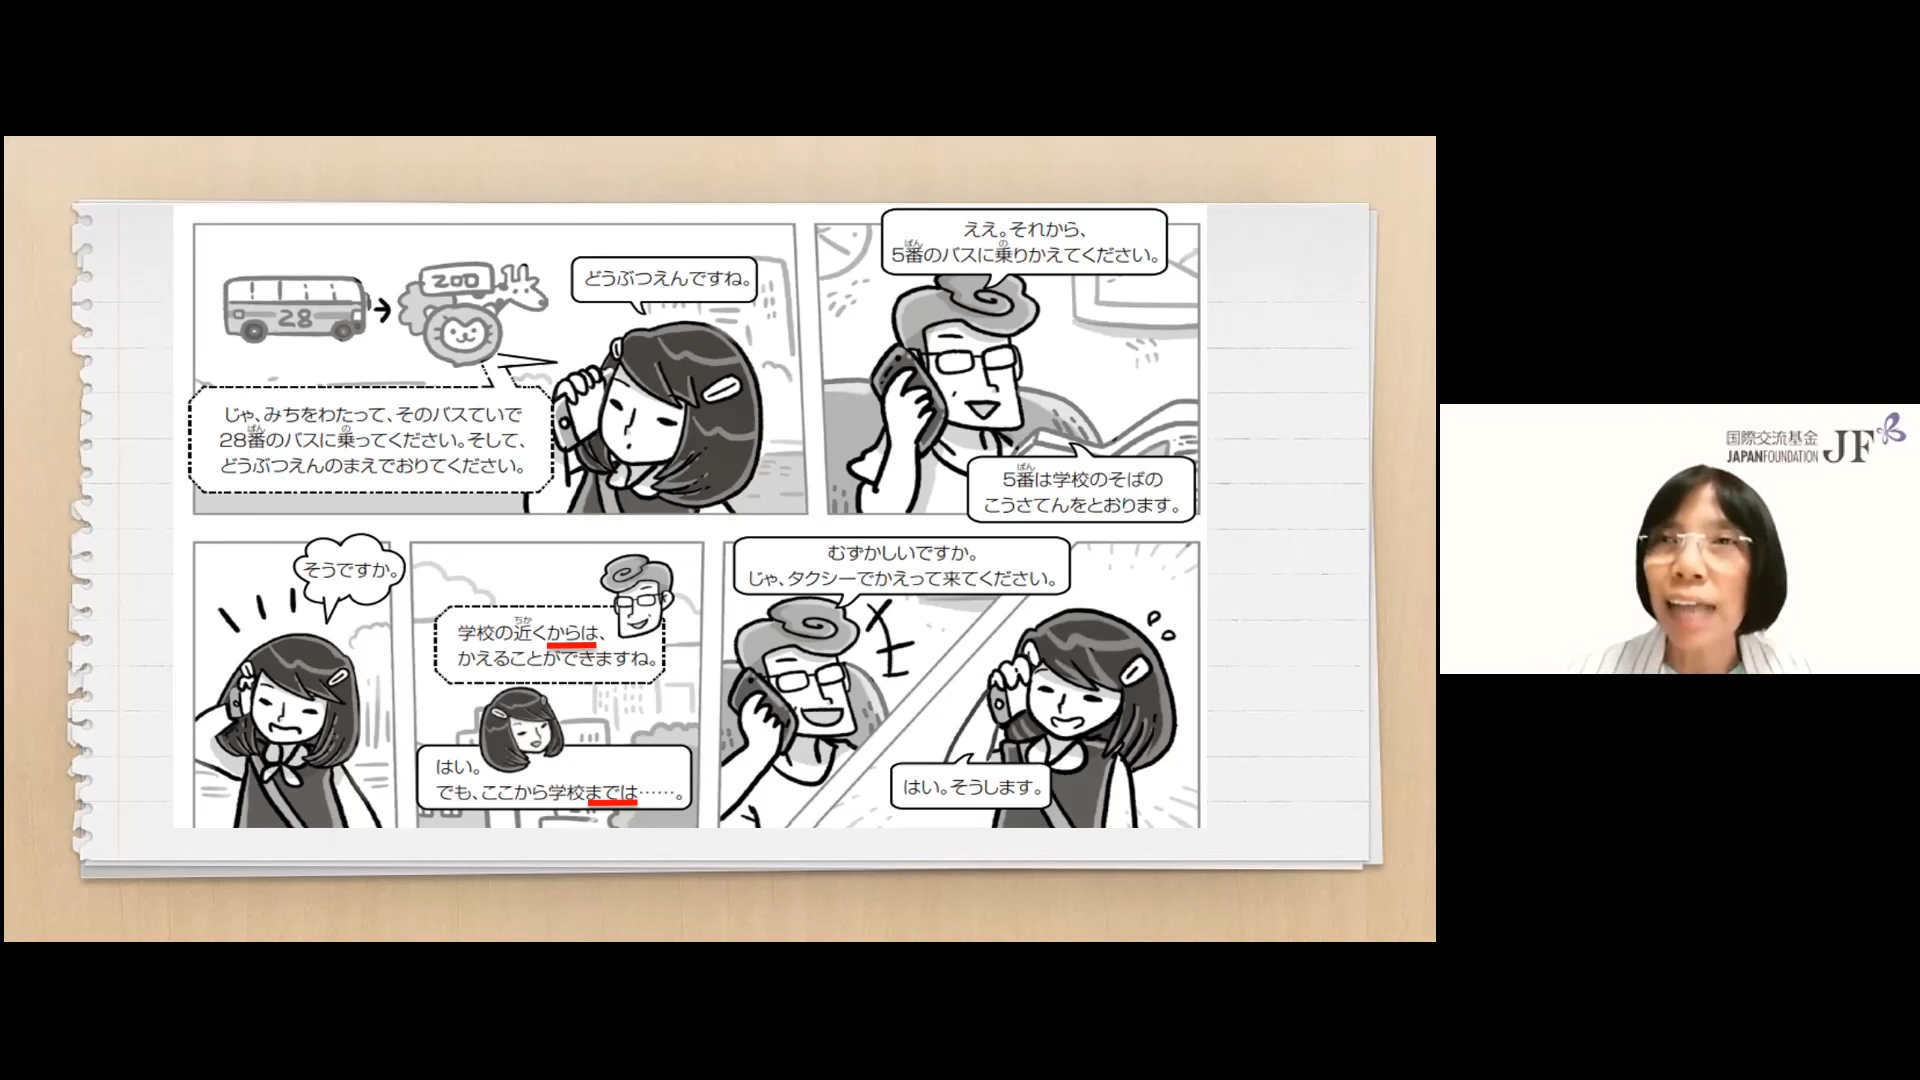 28
ZOO
どうぶつえんですね。
じゃ、みちをわたって、そのバスていで
28番のバスに乗ってください。そして、
どうぶつえんのまえでおりてください。
ええ。それから、
5番のバスに乗りかえてください。
5番は学校のそばの
こうさてんをとおります。
そうですか。
学校の近くからは、
かえることができますね。
はい。
でも、ここから学校までは……。
むずかしいですか。
じゃ、タクシーでかえって来てください。
はい。そうします。
国際交流基金
JAPANFOUNDATION
JF